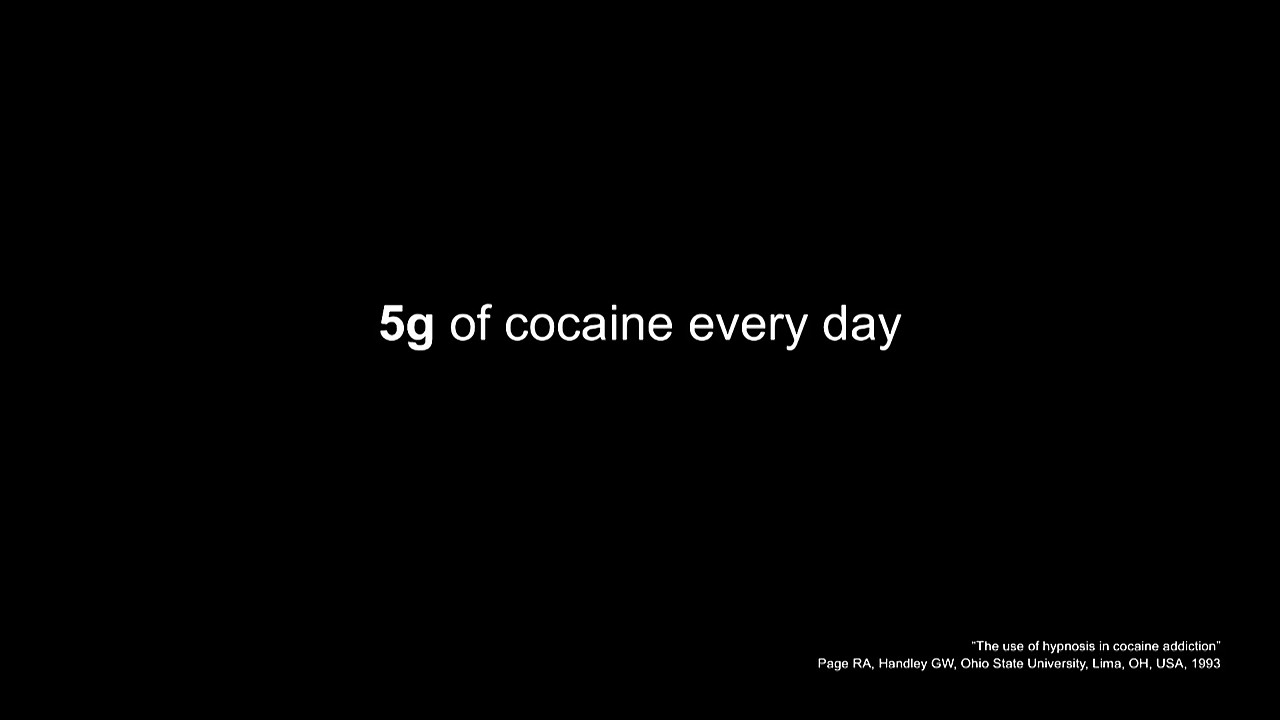 5g of cocaine every day
“The use of hypnosis in cocaine addiction”
Page RA, Handley GW, Ohio State University, Lima, OH, USA, 1993